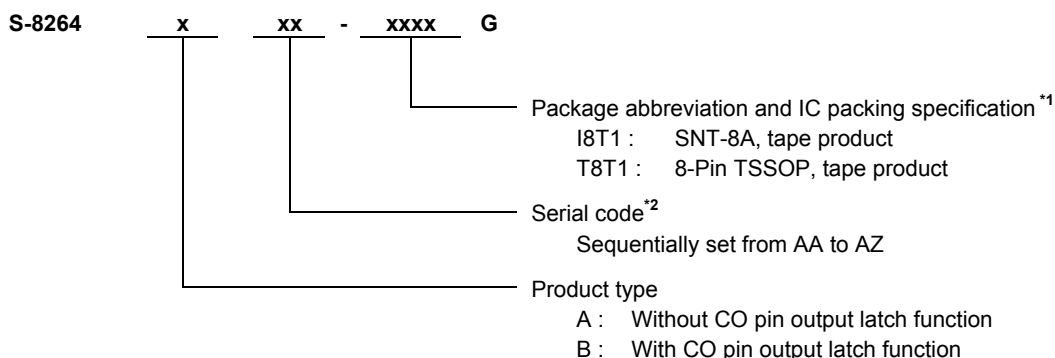 S-8264 x xx - xxxx G
Package abbreviation and IC packing specification *1
I8T1 : SNT-8A, tape product
T8T1 : 8-Pin TSSOP, tape product
Serial code*2
Sequentially set from AA to AZ
Product type
A : Without CO pin output latch function
B : With CO pin output latch function